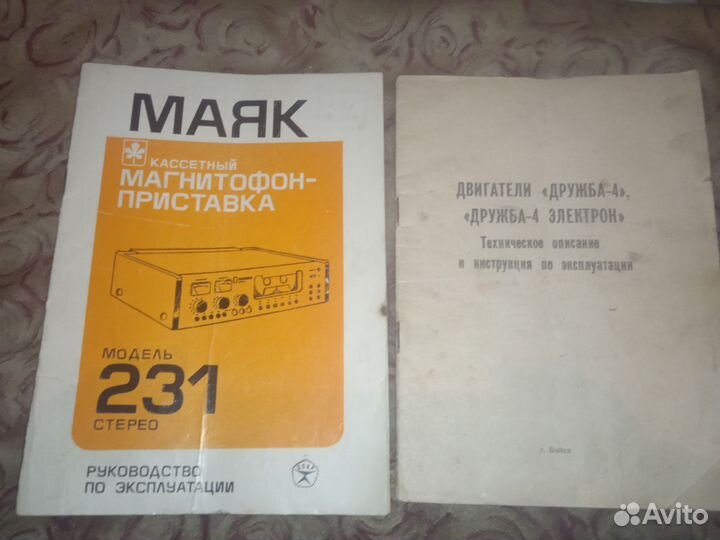 МАЯК
КАССЕТНЫЙ
МАГНИТОФОН-
ПРИСТАВКА
МОДЕЛЬ
231
СТЕРЕО
РУКОВОДСТВО
ПО ЭКСПЛУАТАЦИИ
ДВИГАТЕЛИ «ДРУЖБА-4»,
«ДРУЖБА-4 ЭЛЕКТРОН»
Техническое описание
и инструкция по эксплуатации
г. Бийск
Avito